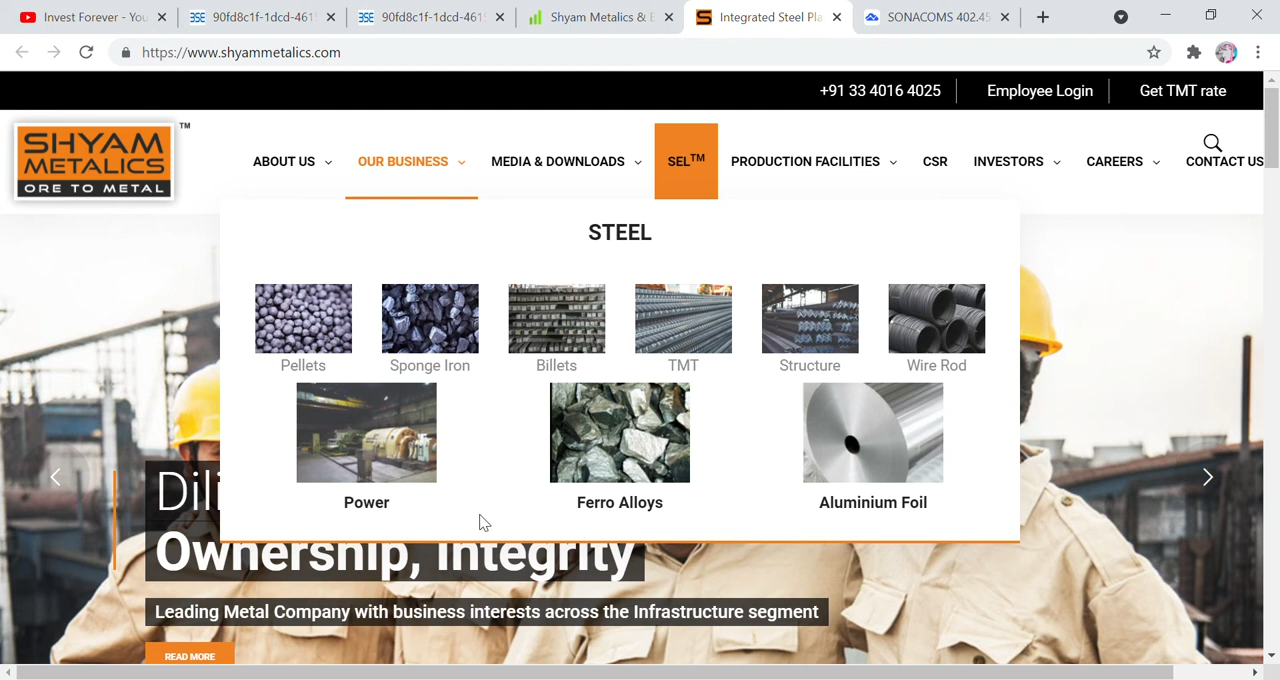 Invest Forever - You
90fd8c1f-1dcd-461
90fd8c1f-1dcd-461
Shyam Metalics & E
Integrated Steel Pla
SONACOMS 402.45
https://www.shyammetalics.com
+91 33 4016 4025
Employee Login
Get TMT rate
SHYAM
METALICS
ORE TO METAL
TM
ABOUT US
OUR BUSINESS
MEDIA & DOWNLOADS
SEL™
PRODUCTION FACILITIES
CSR
INVESTORS
CAREERS
CONTACT US
STEEL
Pellets
Sponge Iron
Billets
TMT
Structure
Wire Rod
Power
Ferro Alloys
Aluminium Foil
Dili
Ownership, Integrity
Leading Metal Company with business interests across the Infrastructure segment
READ MORE